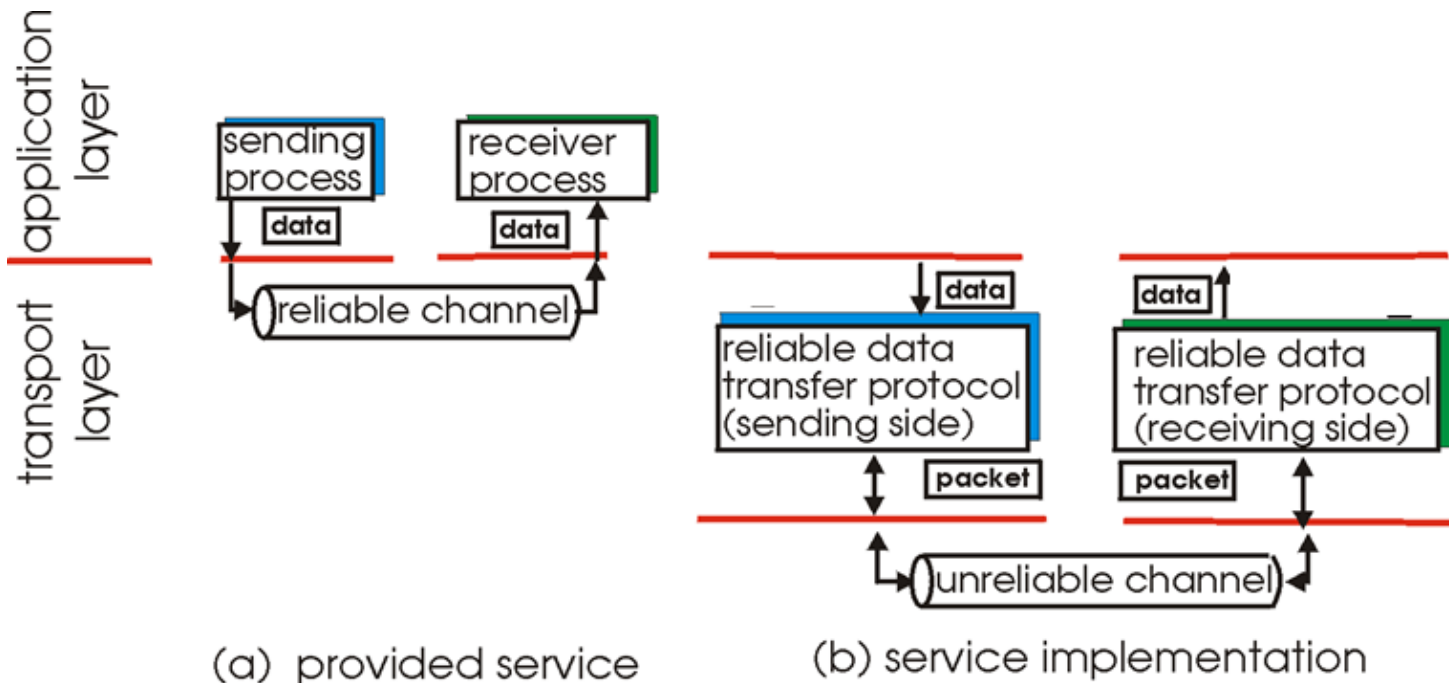 application
layer
transport
layer
sending
process
receiver
process
data
data
reliable channel
(a) provided service
data
data
reliable data
transfer protocol
(sending side)
reliable data
transfer protocol
(receiving side)
packet
packet
unreliable channel
(b) service implementation